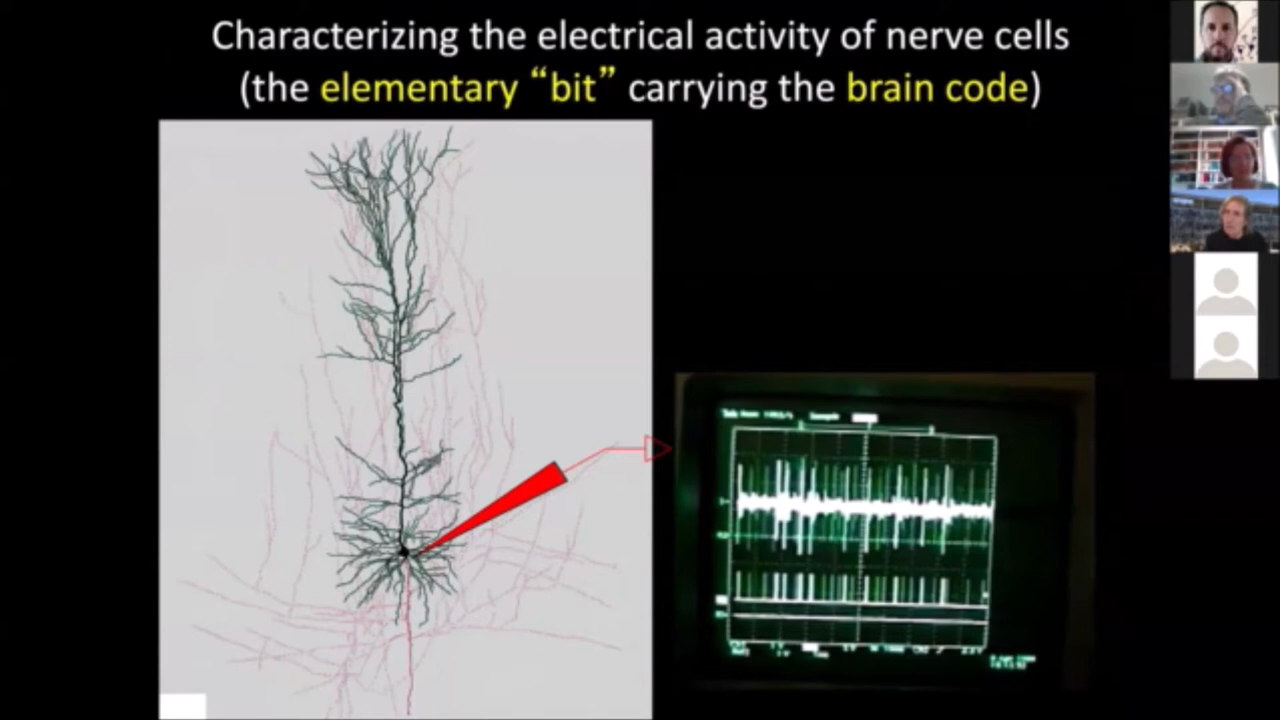 Characterizing the electrical activity of nerve cells
(the elementary “bit” carrying the brain code)